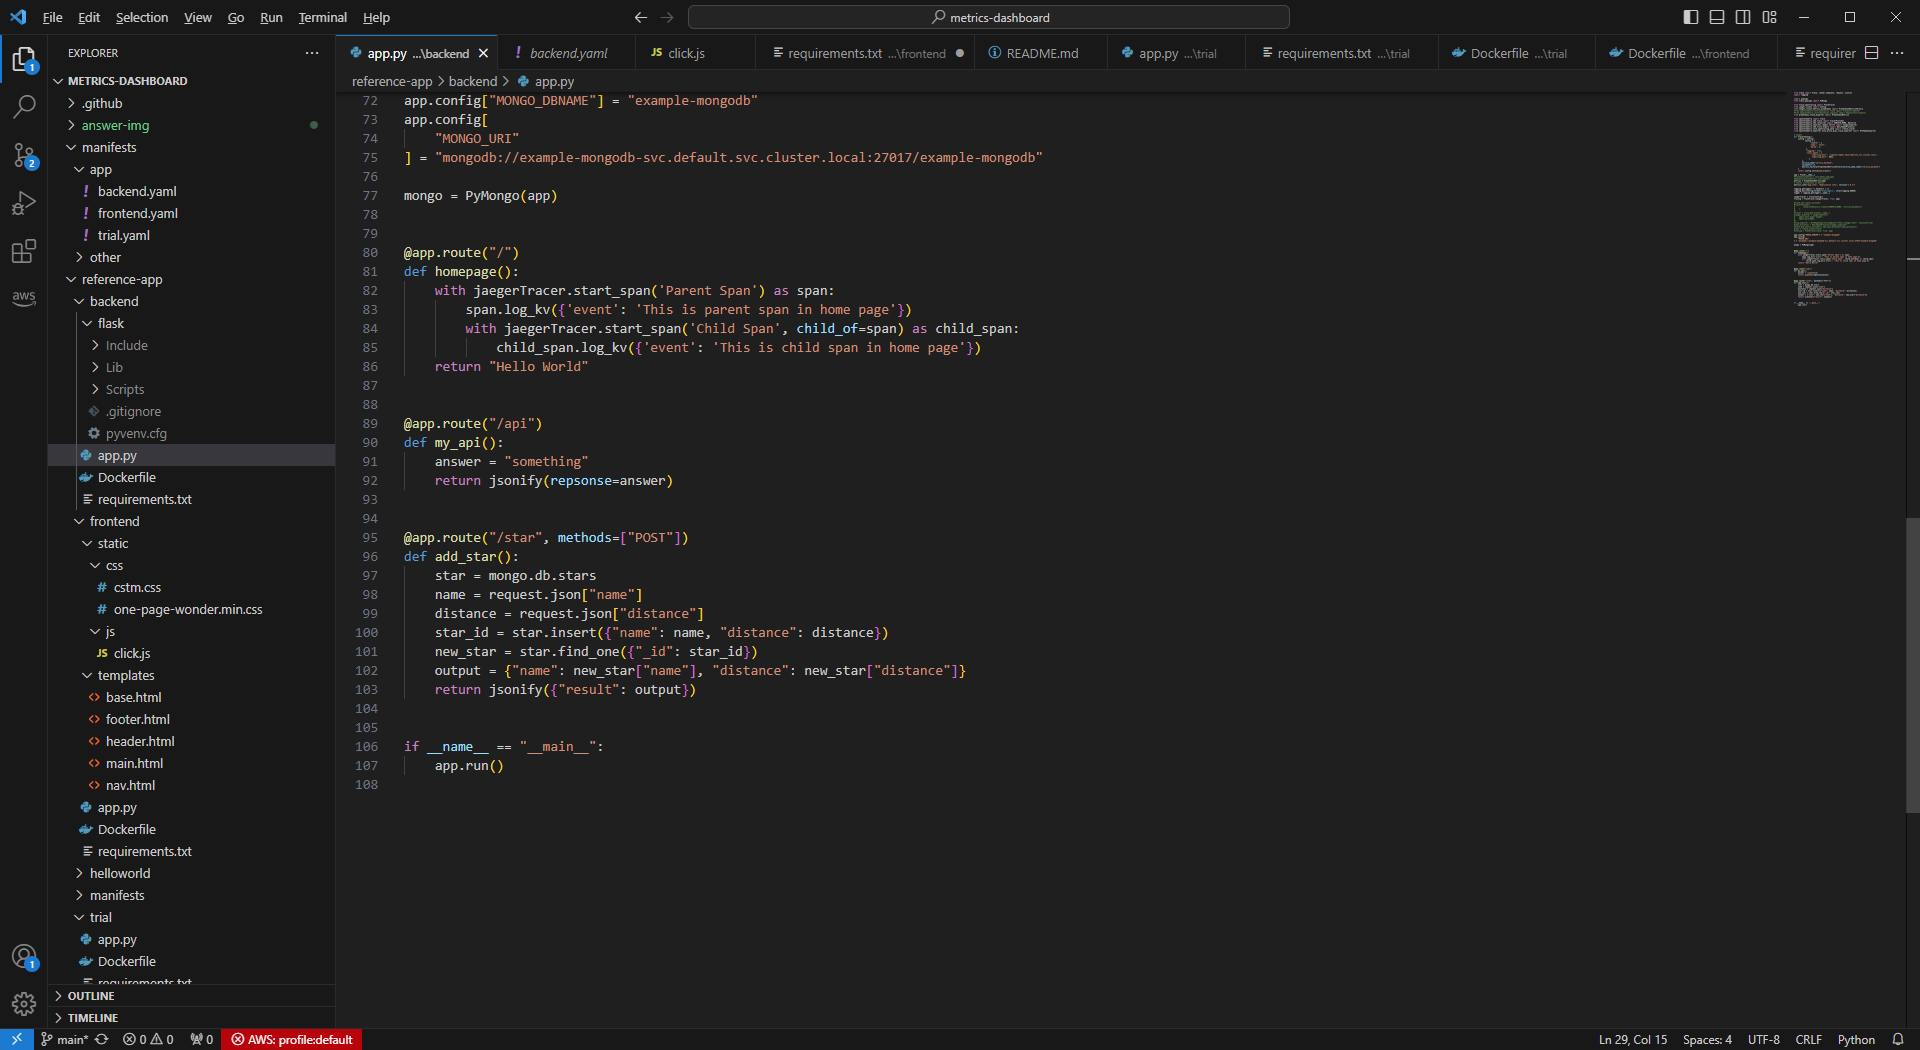 File Edit Selection View Go Run Terminal Help
metrics-dashboard
EXPLORER
METRICS-DASHBOARD
.github
answer-img
manifests
app
backend.yaml
frontend.yaml
trial.yaml
other
reference-app
backend
flask
Include
Lib
Scripts
.gitignore
pyvenv.cfg
app.py
Dockerfile
requirements.txt
frontend
static
css
cstm.css
one-page-wonder.min.css
js
click.js
templates
base.html
footer.html
header.html
main.html
nav.html
app.py
Dockerfile
requirements.txt
helloworld
manifests
trial
app.py
Dockerfile
requirements.txt
OUTLINE
TIMELINE
app.py ...\backend backend.yaml JS click.js requirements.txt ...\frontend README.md app.py ...\trial requirements.txt ...\trial Dockerfile ...\trial Dockerfile ...\frontend requirer
reference-app > backend > app.py
72 app.config["MONGO_DBNAME"] = "example-mongodb"
73 app.config[
74 "MONGO_URI"
75 ] = "mongodb://example-mongodb-svc.default.svc.cluster.local:27017/example-mongodb"
76
77 mongo = PyMongo(app)
78
79
80 @app.route("/")
81 def homepage():
82 with jaegerTracer.start_span('Parent Span') as span:
83 span.log_kv({'event': 'This is parent span in home page'})
84 with jaegerTracer.start_span('Child Span', child_of=span) as child_span:
85 child_span.log_kv({'event': 'This is child span in home page'})
86 return "Hello World"
87
88
89 @app.route("/api")
90 def my_api():
91 answer = "something"
92 return jsonify(repsonse=answer)
93
94
95 @app.route("/star", methods=["POST"])
96 def add_star():
97 star = mongo.db.stars
98 name = request.json["name"]
99 distance = request.json["distance"]
100 star_id = star.insert({"name": name, "distance": distance})
101 new_star = star.find_one({"_id": star_id})
102 output = {"name": new_star["name"], "distance": new_star["distance"]}
103 return jsonify({"result": output})
104
105
106 if __name__ == "__main__":
107 app.run()
108
main* 0 0 0 AWS: profile:default Ln 29, Col 15 Spaces: 4 UTF-8 CRLF Python